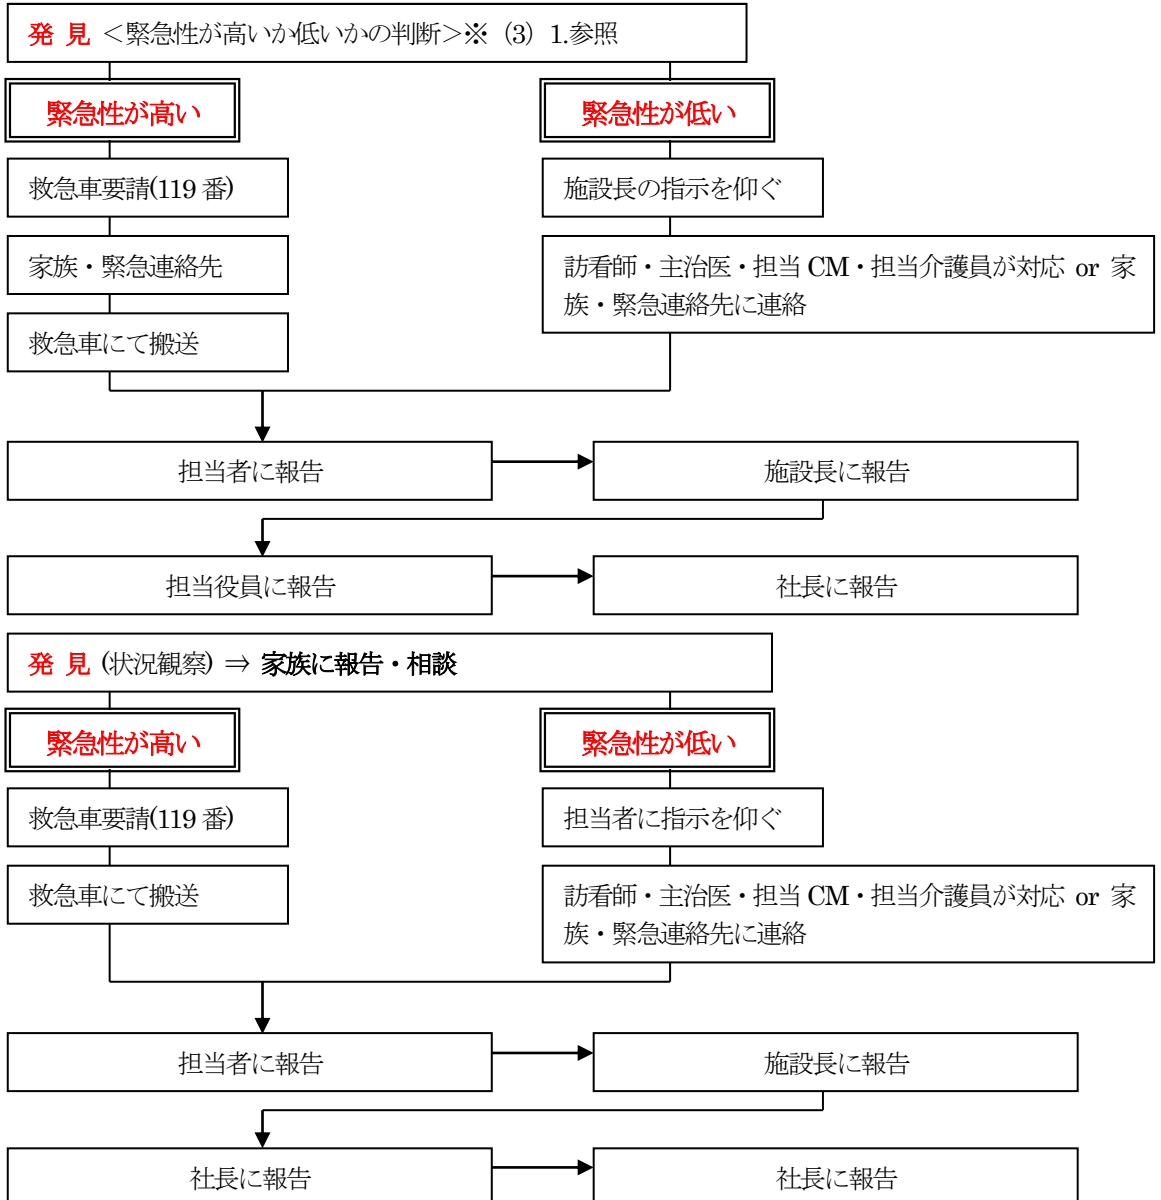 発 見 <緊急性が高いか低いかの判断>※ (3) 1.参照
緊急性が高い
緊急性が低い
救急車要請(119 番)
施設長の指示を仰ぐ
家族・緊急連絡先
訪看師・主治医・担当 CM・担当介護員が対応 or 家
族・緊急連絡先に連絡
救急車にて搬送
担当者に報告
施設長に報告
担当役員に報告
社長に報告
発 見 (状況観察) ⇒ 家族に報告・相談
緊急性が高い
緊急性が低い
救急車要請(119 番)
担当者に指示を仰ぐ
救急車にて搬送
訪看師・主治医・担当 CM・担当介護員が対応 or 家
族・緊急連絡先に連絡
担当者に報告
施設長に報告
社長に報告
社長に報告